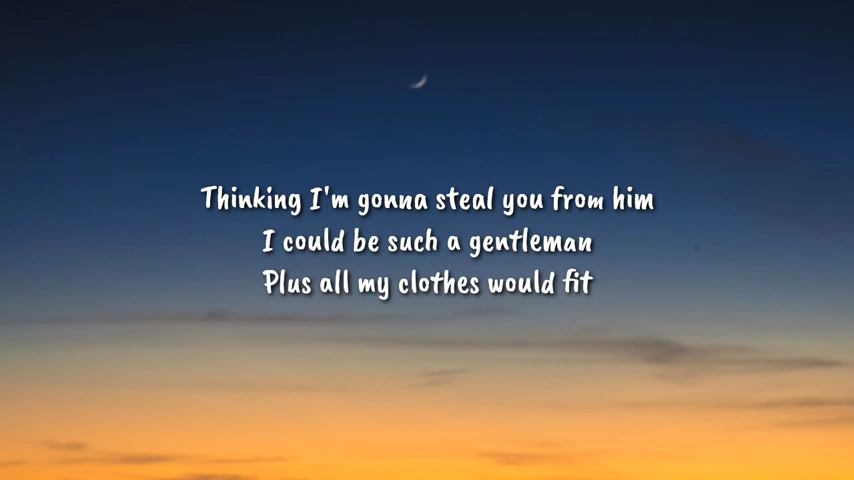 Thinking I'm gonna steal you from him
I could be such a gentleman
Plus all my clothes would fit